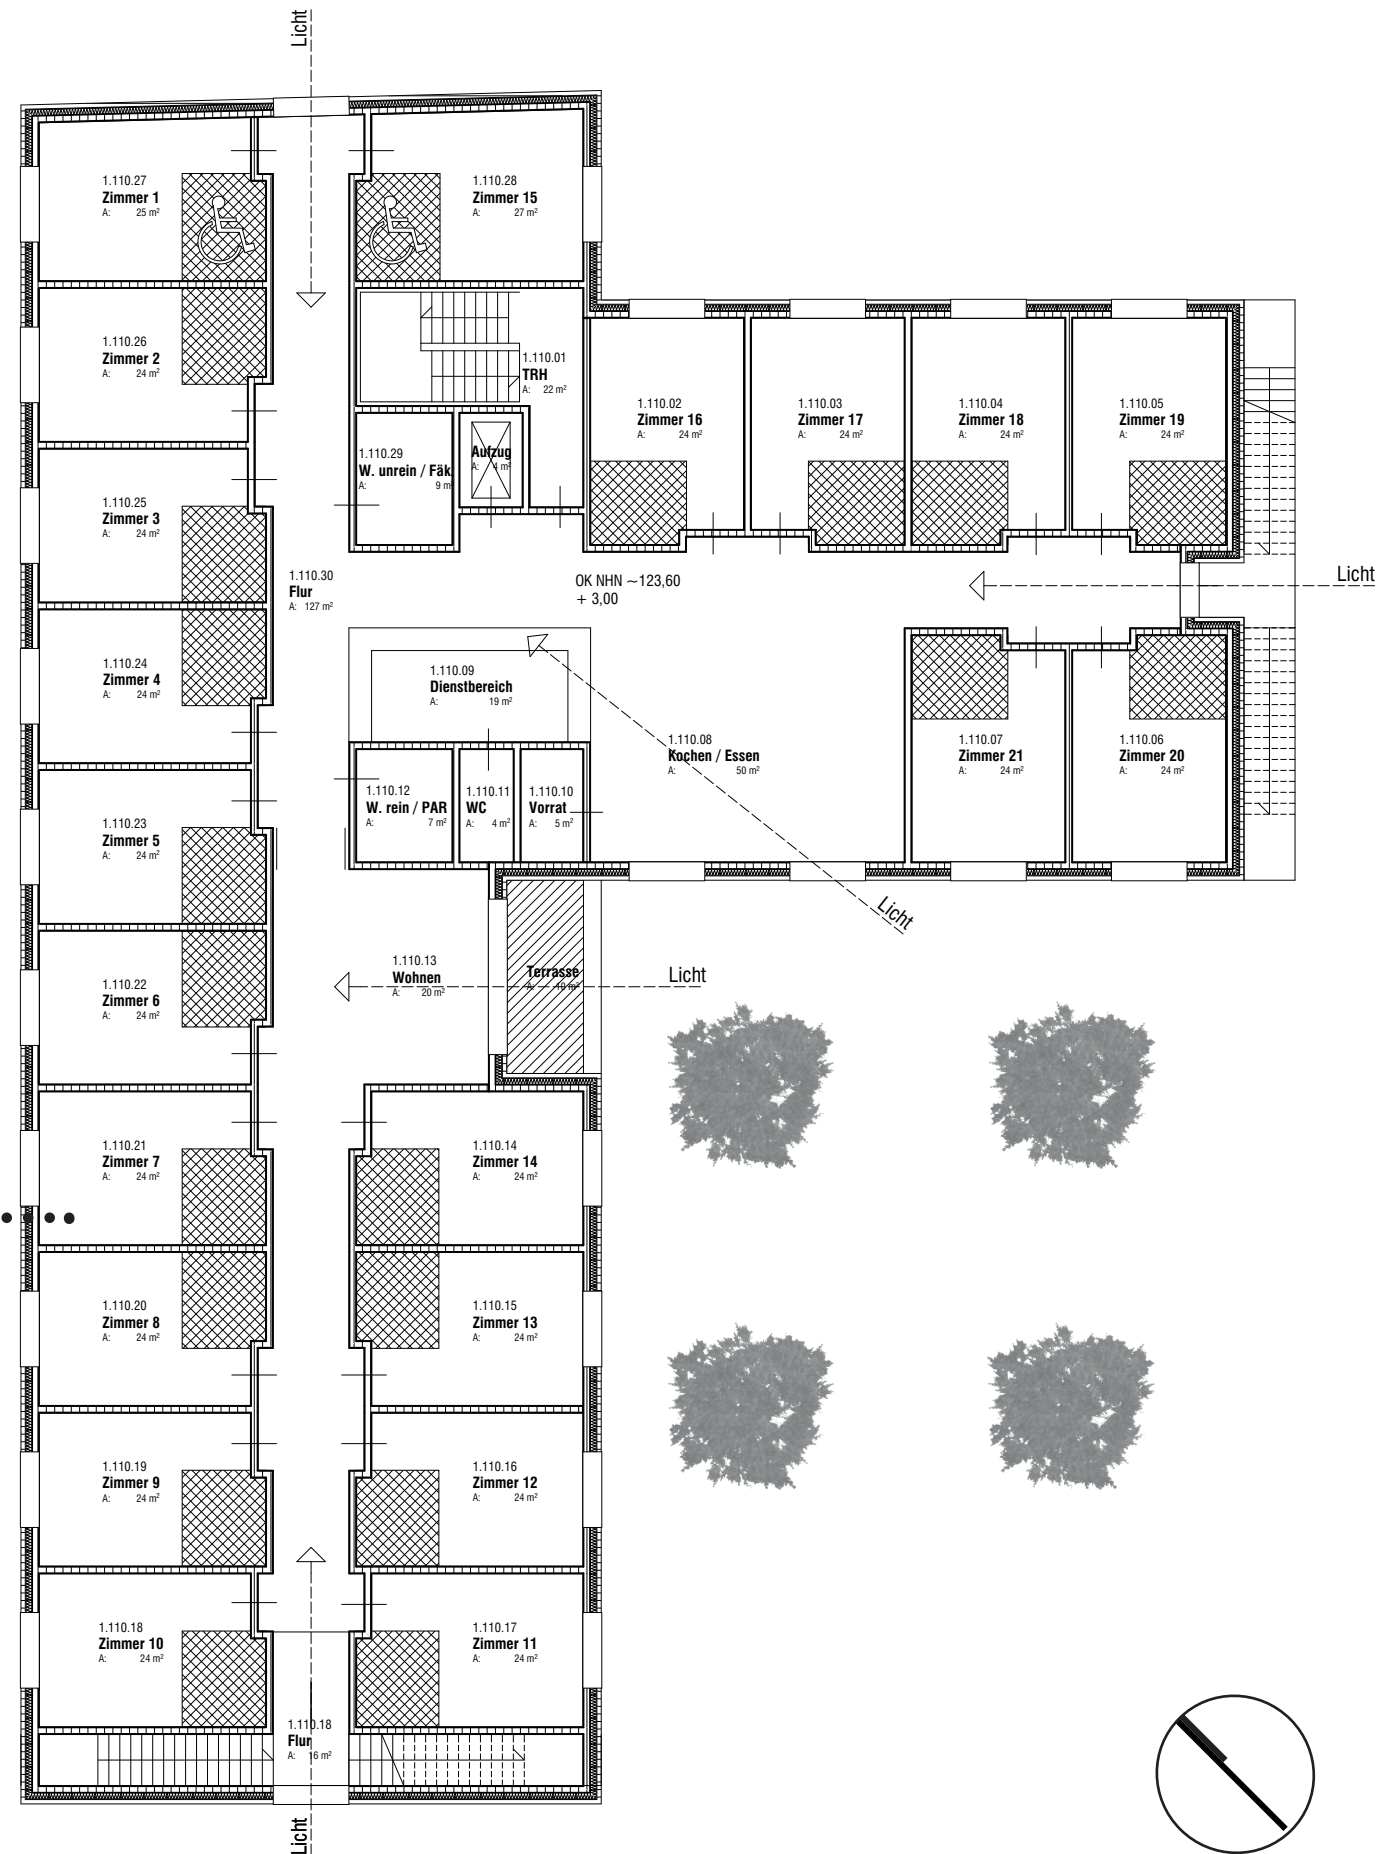 Licht
1.110.27
Zimmer 1
A: 25 m²
1.110.28
Zimmer 15
A: 27 m²
1.110.26
Zimmer 2
A: 24 m²
1.110.01
TRH
A: 22 m²
1.110.02
Zimmer 16
A: 24 m²
1.110.03
Zimmer 17
A: 24 m²
1.110.04
Zimmer 18
A: 24 m²
1.110.05
Zimmer 19
A: 24 m²
1.110.29
W. unrein / Fäk
A: 9 m
Aufzug
A: 4 m²
1.110.25
Zimmer 3
A: 24 m²
1.110.30
Flur
A: 127 m²
OK NHN ~123,60
+ 3,00
Licht
1.110.24
Zimmer 4
A: 24 m²
1.110.09
Dienstbereich
A: 19 m²
1.110.08
Kochen / Essen
A: 50 m²
1.110.07
Zimmer 21
A: 24 m²
1.110.06
Zimmer 20
A: 24 m²
1.110.23
Zimmer 5
A: 24 m²
1.110.12
W. rein / PAR
A: 7 m²
1.110.11
WC
A: 4 m²
1.110.10
Vorrat
A: 5 m²
Licht
1.110.22
Zimmer 6
A: 24 m²
1.110.13
Wohnen
A: 20 m²
Terrasse
A: 10 m²
Licht
1.110.21
Zimmer 7
A: 24 m²
1.110.14
Zimmer 14
A: 24 m²
1.110.20
Zimmer 8
A: 24 m²
1.110.15
Zimmer 13
A: 24 m²
1.110.19
Zimmer 9
A: 24 m²
1.110.16
Zimmer 12
A: 24 m²
1.110.18
Zimmer 10
A: 24 m²
1.110.17
Zimmer 11
A: 24 m²
1.110.18
Flur
A: 16 m²
Licht